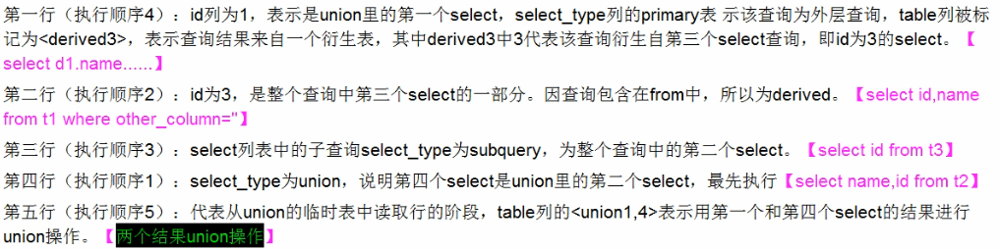 第一行（执行顺序4）：id列为1，表示是union里的第一个select，select_type列的primary表 示该查询为外层查询，table列被标
记为<derived3>，表示查询结果来自一个衍生表，其中derived3中3代表该查询衍生自第三个select查询，即id为3的select。【
select d1.name......】
第二行（执行顺序2）：id为3，是整个查询中第三个select的一部分。因查询包含在from中，所以为derived。【select id,name
from t1 where other_column=''】
第三行（执行顺序3）：select列表中的子查询select_type为subquery，为整个查询中的第二个select。【select id from t3】
第四行（执行顺序1）：select_type为union，说明第四个select是union里的第二个select，最先执行【select name,id from t2】
第五行（执行顺序5）：代表从union的临时表中读取行的阶段，table列的<union1,4>表示用第一个和第四个select的结果进行
union操作。【两个结果union操作】